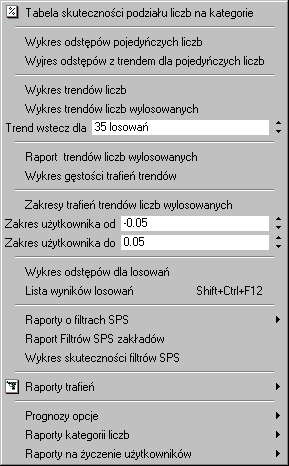 Tabela skuteczności podziału liczb na kategorie
Wykres odstępów pojedyńczych liczb
Wyjres odstępów z trendem dla pojedyńczych liczb
Wykres trendów liczb
Wykres trendów liczb wylosowanych
Trend wstecz dla 35 losowań
Raport trendów liczb wylosowanych
Wykres gęstości trafień trendów
Zakresy trafień trendów liczb wylosowanych
Zakres użytkownika od -0.05
Zakres użytkownika do 0.05
Wykres odstępów dla losowań
Lista wyników losowań Shift+Ctrl+F12
Raporty o filtrach SPS
Raport Filtrów SPS zakładów
Wykres skuteczności filtrów SPS
Raporty trafień
Prognozy opcje
Raporty kategorii liczb
Raporty na życzenie użytkowników